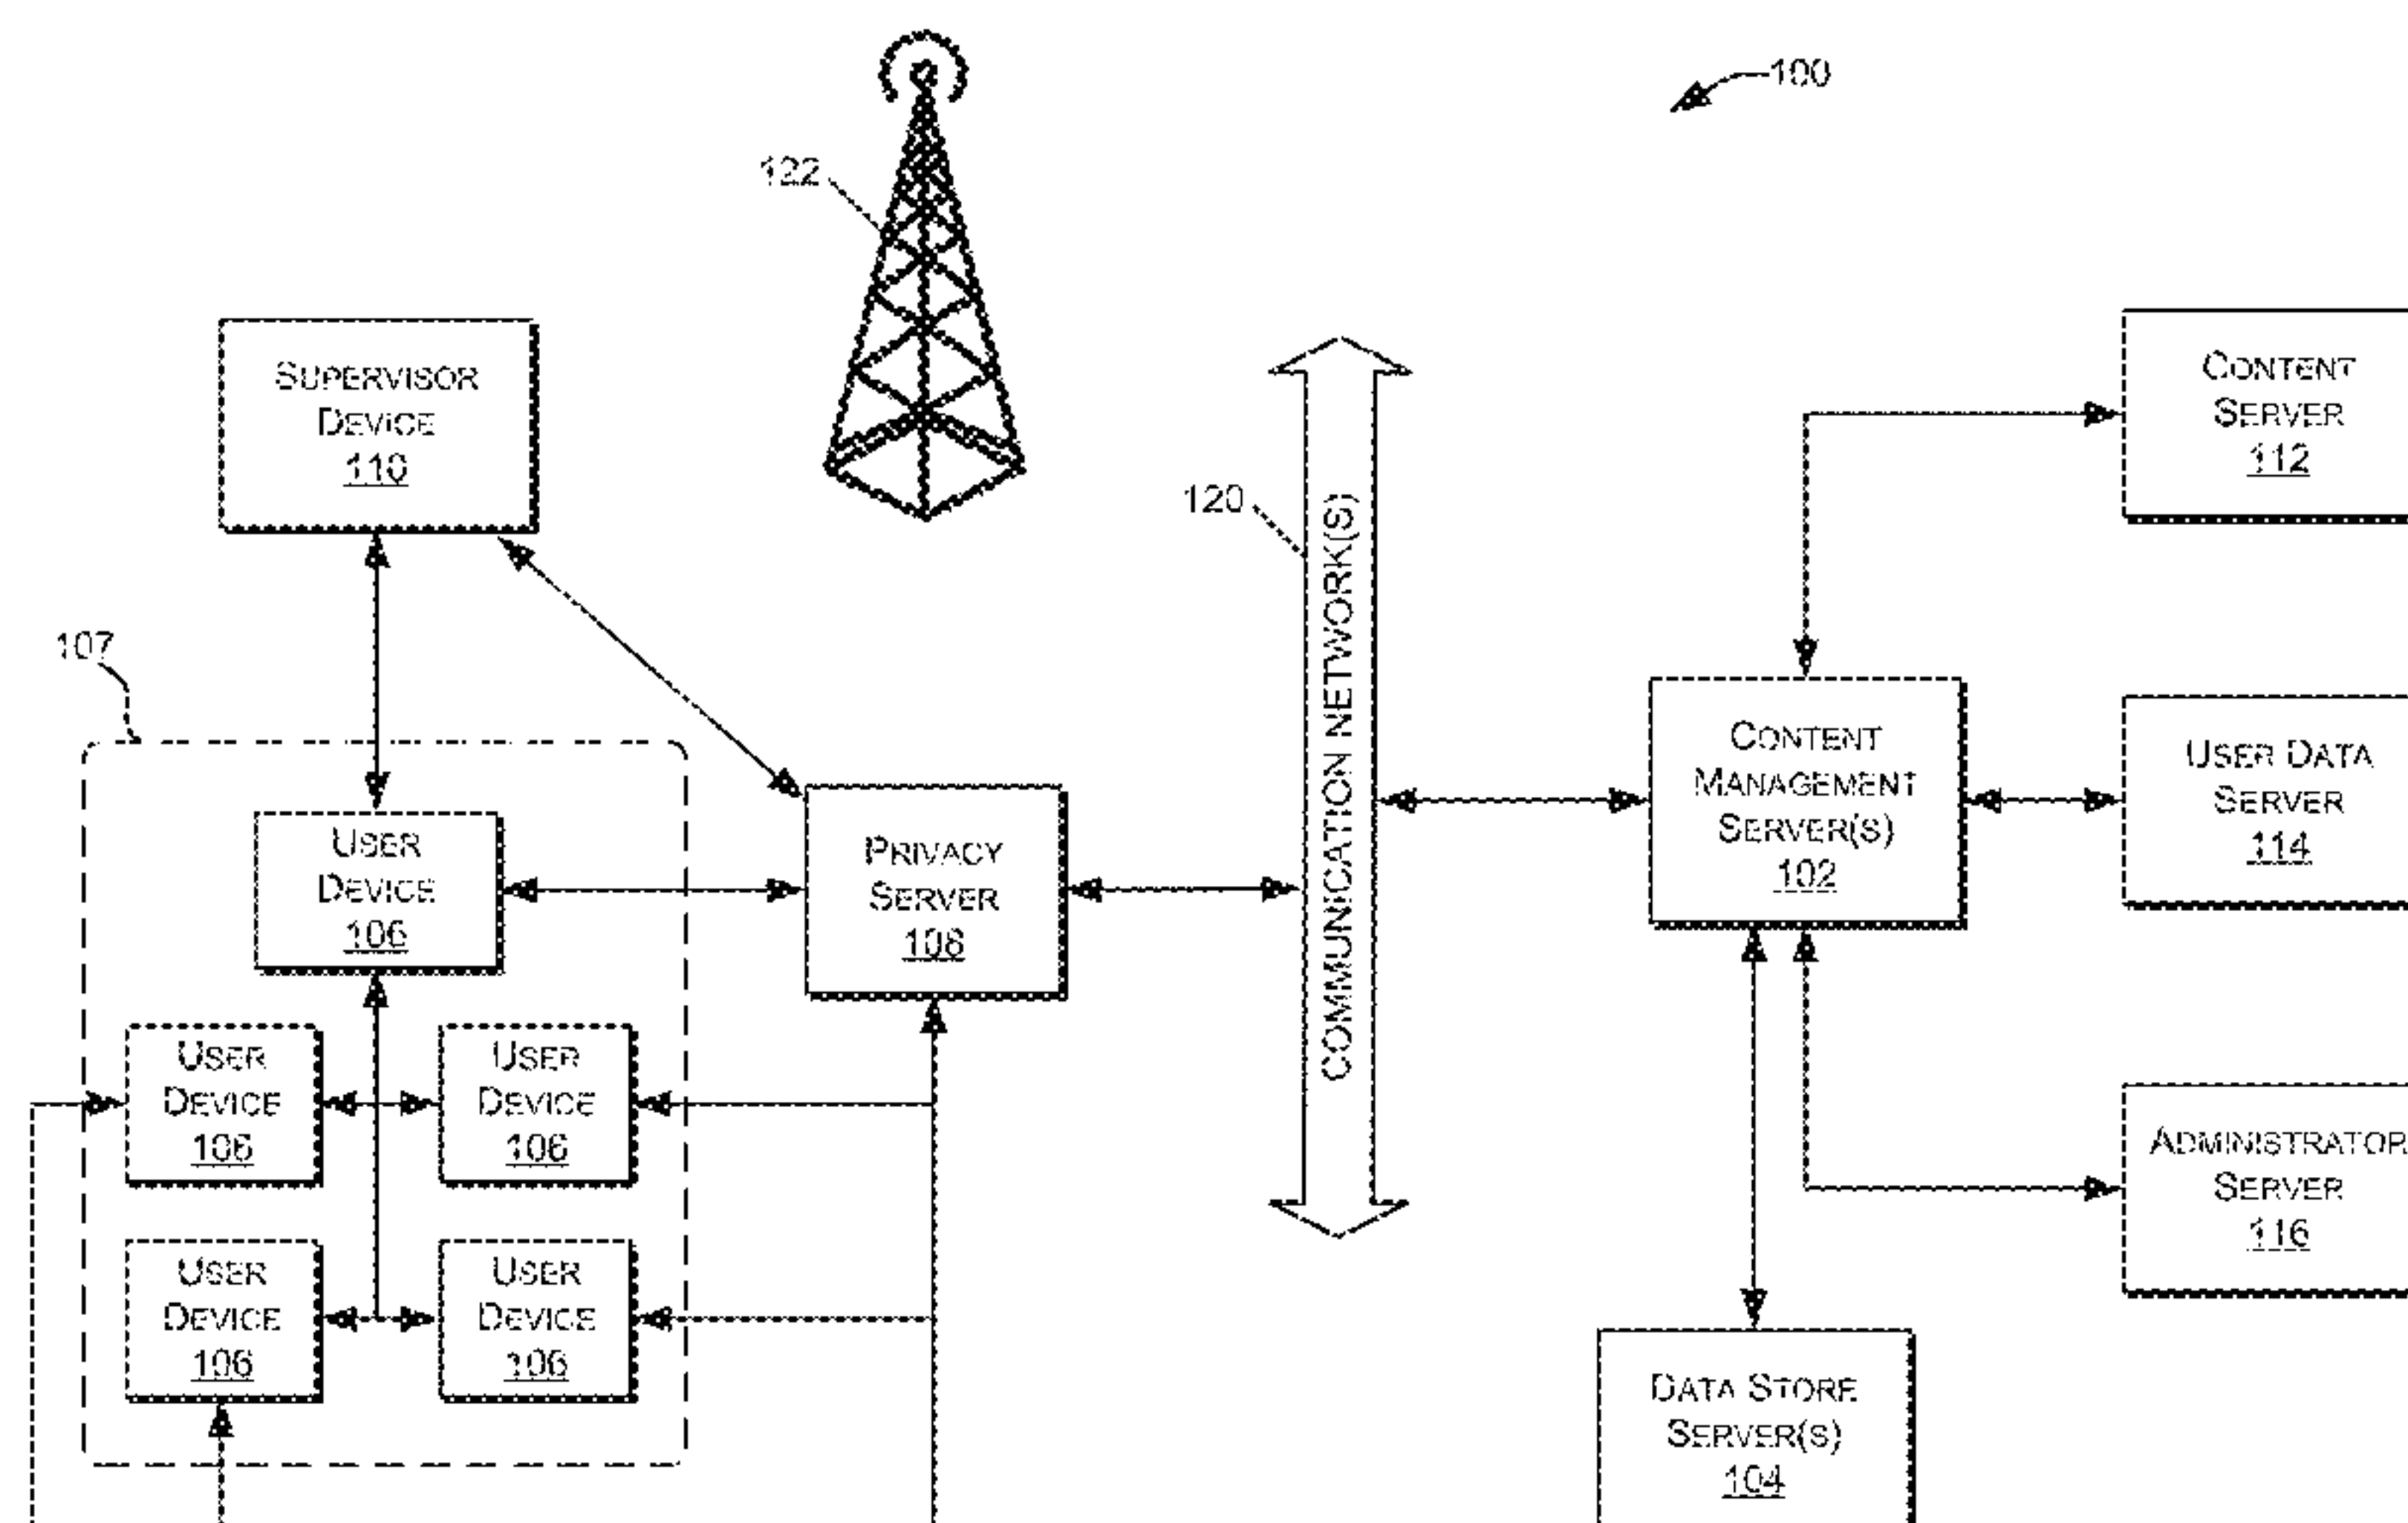 100
122
SUPERVISOR
DEVICE
110
CONTENT
SERVER
112
120
COMMUNICATION NETWORK(S)
107
CONTENT
MANAGEMENT
SERVER(S)
102
USER DATA
SERVER
114
USER
DEVICE
106
PRIVACY
SERVER
108
USER
DEVICE
106
USER
DEVICE
106
ADMINISTRATOR
SERVER
116
USER
DEVICE
106
USER
DEVICE
106
DATA STORE
SERVER(S)
104